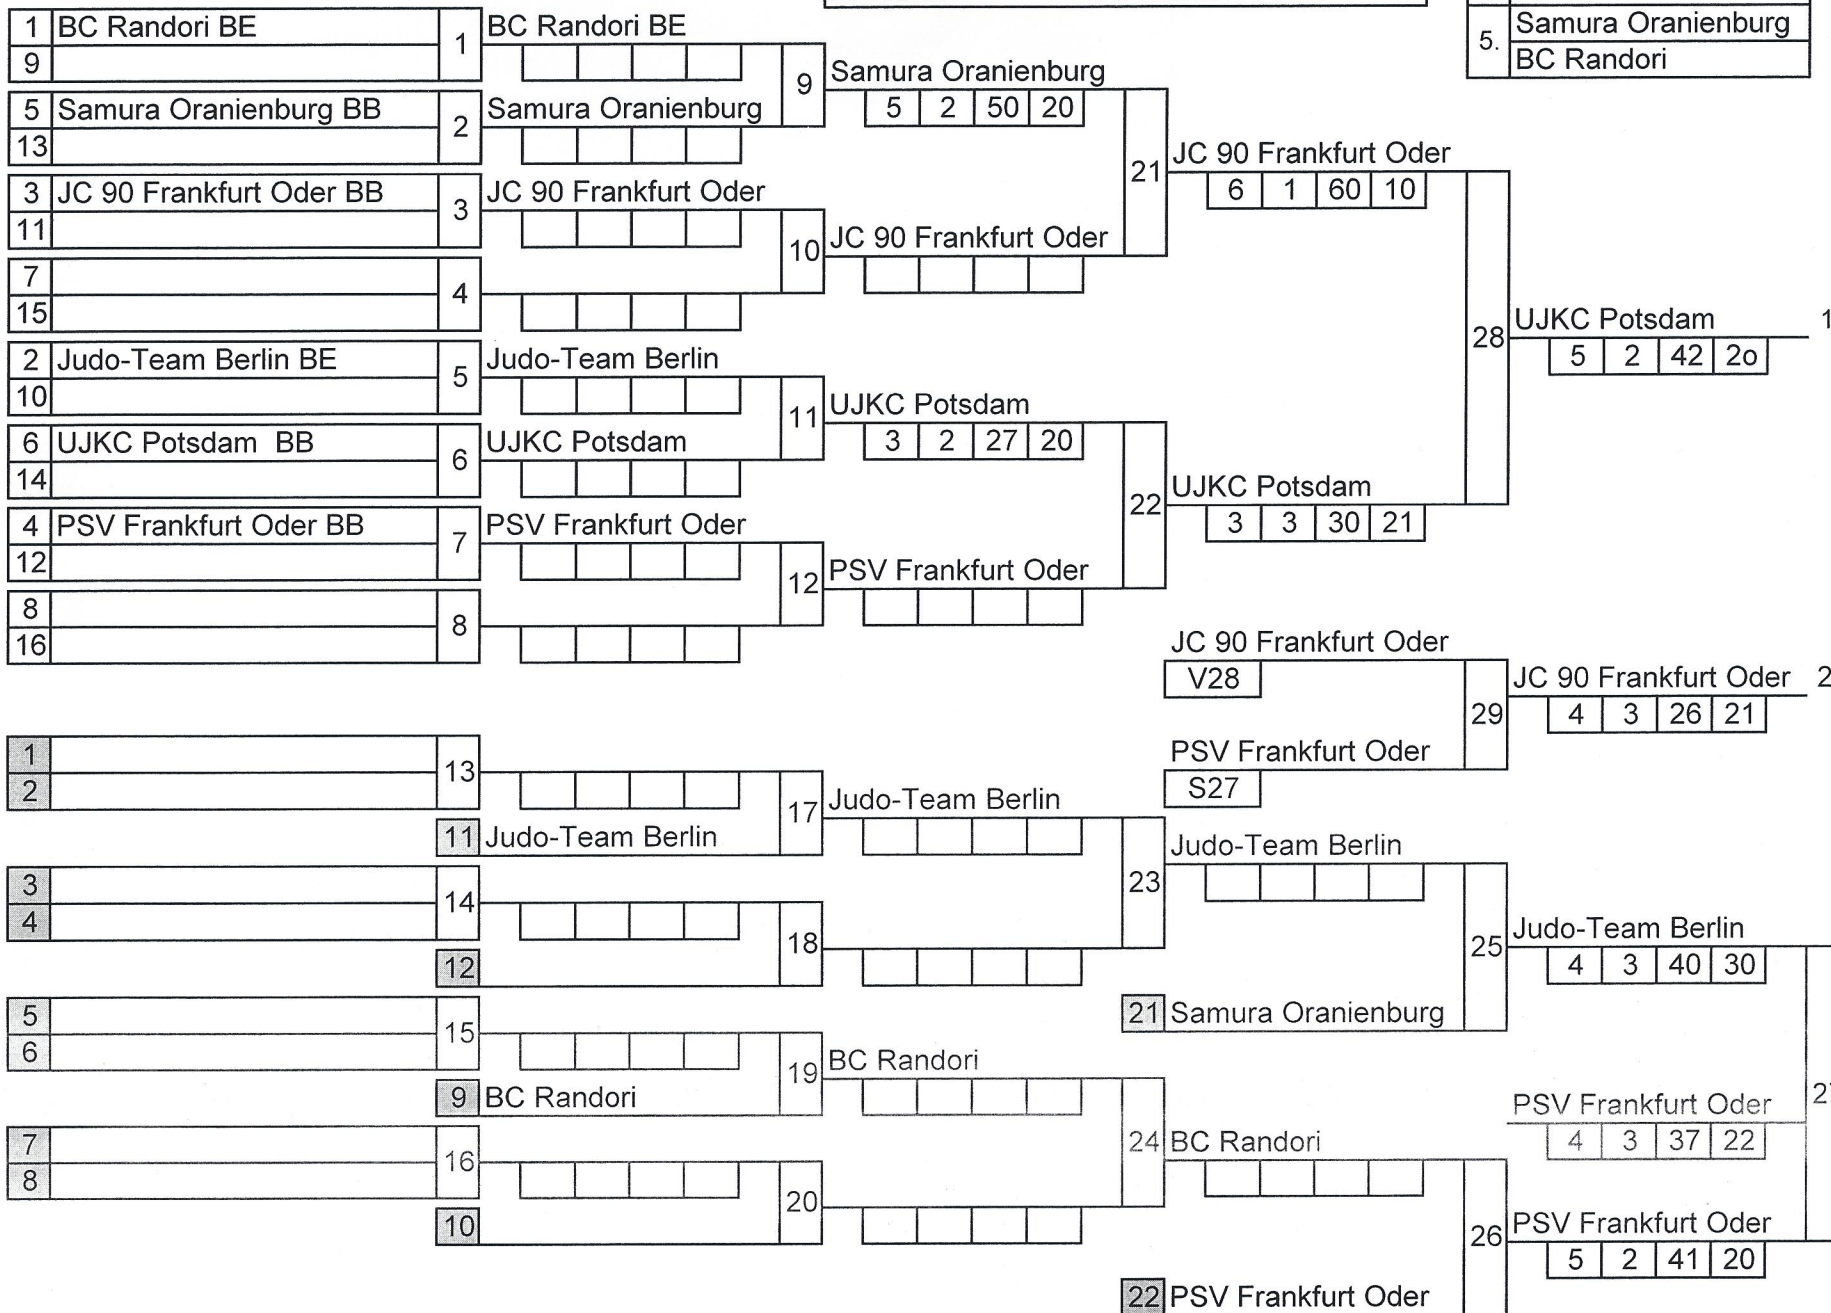 5.
Samura Oranienburg
BC Randori
1 BC Randori BE
9
1
BC Randori BE
5 Samura Oranienburg BB
13
2
Samura Oranienburg
9
Samura Oranienburg
5 2 50 20
3 JC 90 Frankfurt Oder BB
11
3
JC 90 Frankfurt Oder
7
15
4
10
JC 90 Frankfurt Oder
21
JC 90 Frankfurt Oder
6 1 60 10
2 Judo-Team Berlin BE
10
5
Judo-Team Berlin
6 UJKC Potsdam BB
14
6
UJKC Potsdam
11
UJKC Potsdam
3 2 27 20
4 PSV Frankfurt Oder BB
12
7
PSV Frankfurt Oder
8
16
8
12
PSV Frankfurt Oder
22
UJKC Potsdam
3 3 30 21
28
UJKC Potsdam
1
5 2 42 2o
JC 90 Frankfurt Oder
V28
PSV Frankfurt Oder
S27
29
JC 90 Frankfurt Oder
2
4 3 26 21
1
2
13
11 Judo-Team Berlin
17
Judo-Team Berlin
3
4
14
12
18
23
Judo-Team Berlin
21 Samura Oranienburg
25
Judo-Team Berlin
4 3 40 30
5
6
15
9 BC Randori
19
BC Randori
7
8
16
10
20
24
BC Randori
22 PSV Frankfurt Oder
26
PSV Frankfurt Oder
4 3 37 22
PSV Frankfurt Oder
5 2 41 20